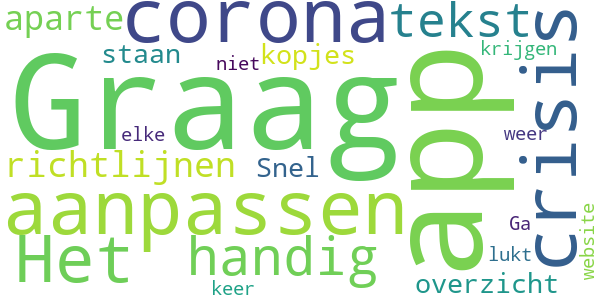 aparte
corona
tekst
staan
niet
kopjes
krijgen
Graag
app
crisis
elke
weer
richtlijnen
Snel
aanpassen
Ga
website
Het
handig
lukt
keer
overzicht